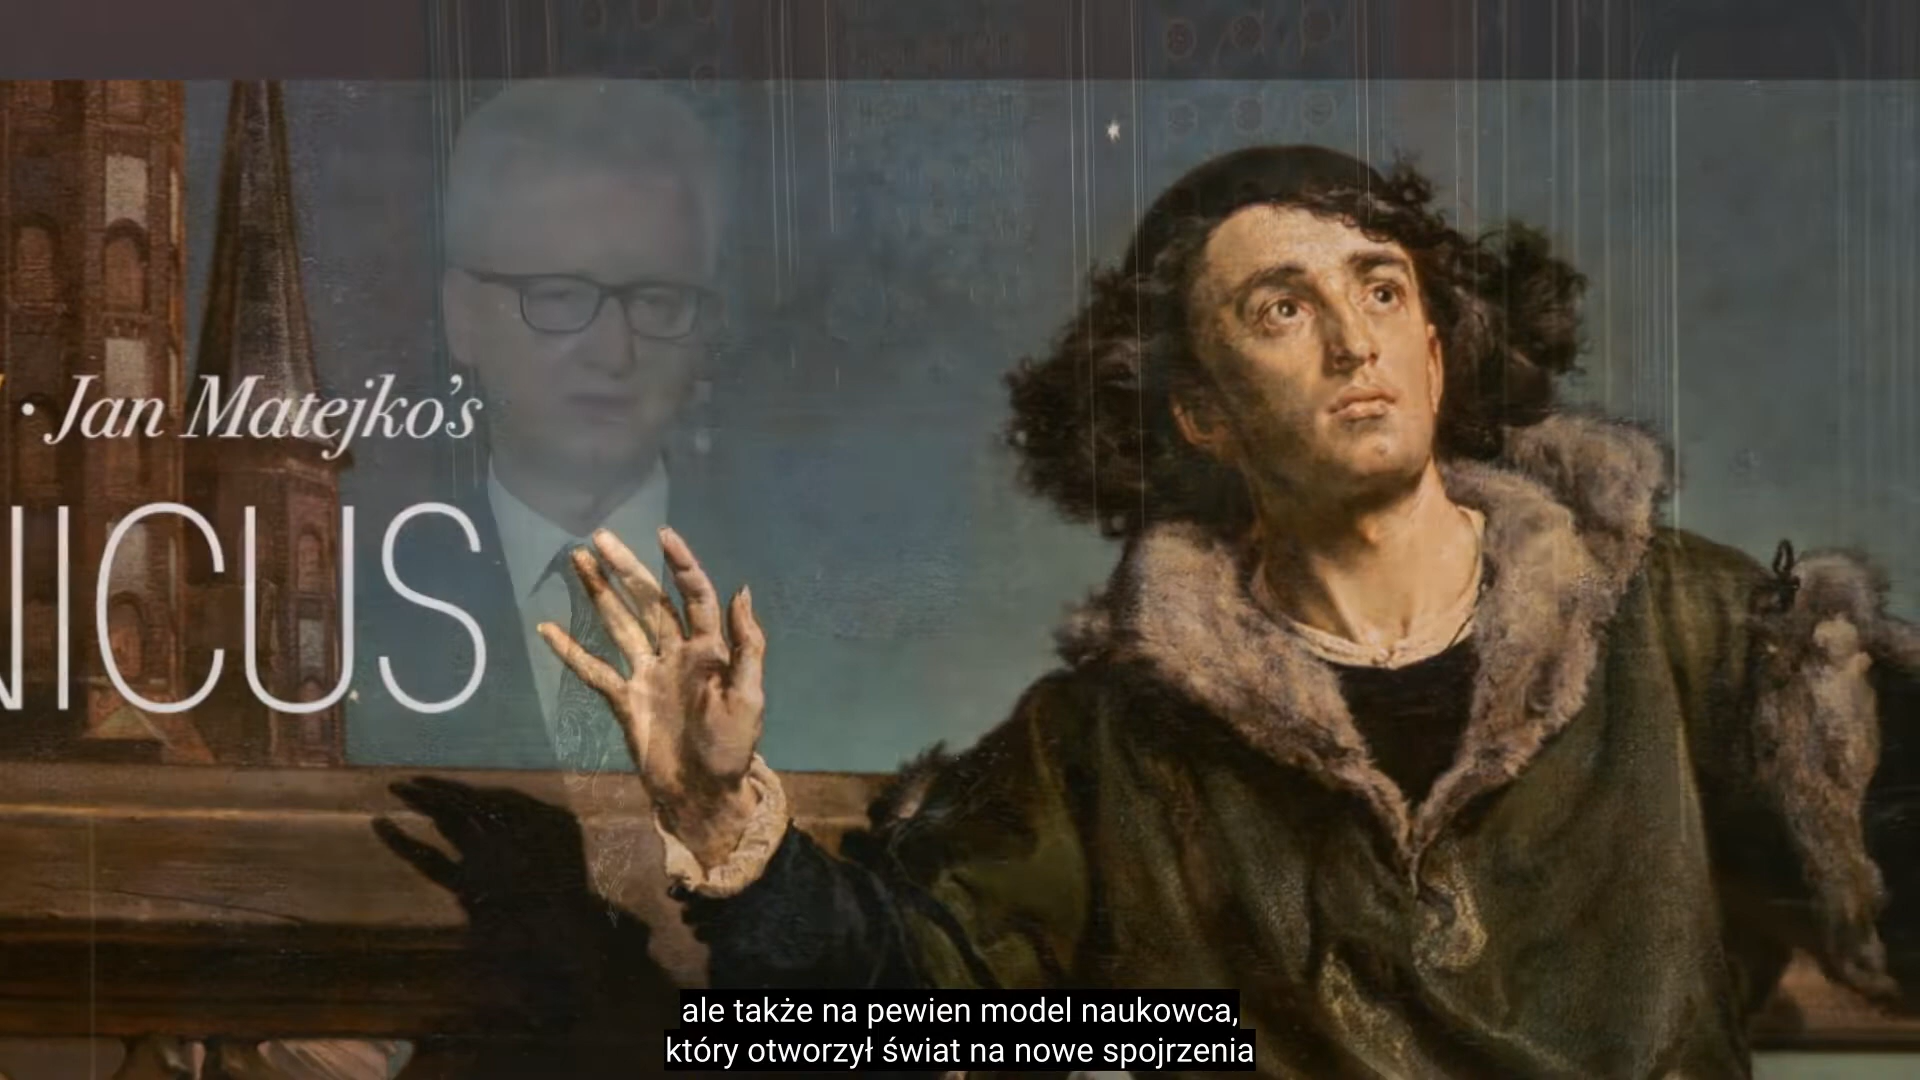 · Jan Matejko's
NICUS
ale także na pewien model naukowca,
który otworzył świat na nowe spojrzenia